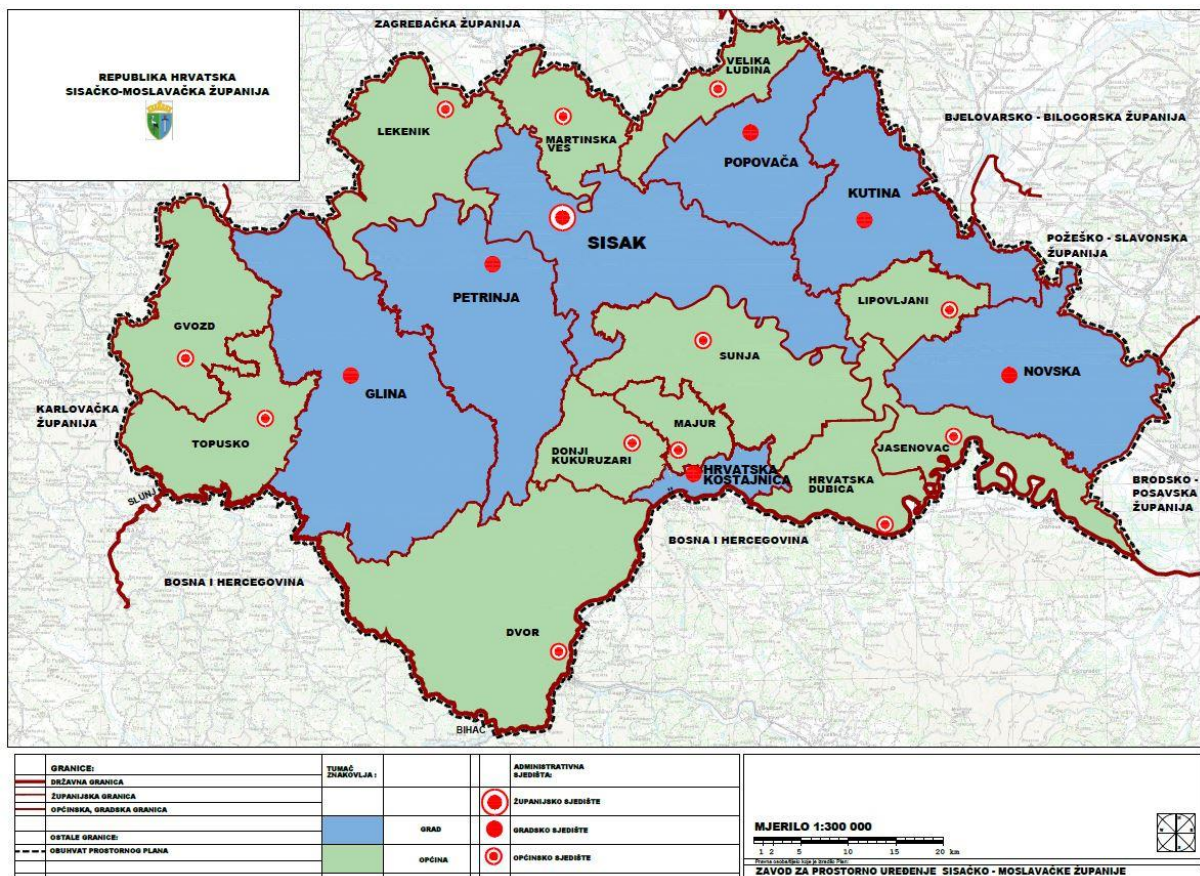 ZAGREBAČKA ŽUPANIJA
REPUBLIKA HRVATSKA
SISAČKO-MOSLAVAČKA ŽUPANIJA
VELIKA
LUDINA
LEKENIK
MARTINSKA
VES
BJELOVARSKO - BILOGORSKA ŽUPANIJA
POPOVAČA
KUTINA
SISAK
POŽEŠKO - SLAVONSKA
ŽUPANIJA
PETRINJA
LIPOVLJANI
GVOZD
SUNJA
NOVSKA
GLINA
KARLOVAČKA
ŽUPANIJA
TOPUSKO
MAJUR
DONJI
KUKURUZARI
JASENOVAC
HRVATSKA
KOSTAJNICA
HRVATSKA
DUBICA
BRODSKO -
POSAVSKA
ŽUPANIJA
SLUNJ
BOSNA I HERCEGOVINA
BOSNA I HERCEGOVINA
DVOR
BIHAĆ
GRANICE:
DRŽAVNA GRANICA
ŽUPANIJSKA GRANICA
OPĆINSKA, GRADSKA GRANICA
OSTALE GRANICE:
OBUHVAT PROSTORNOG PLANA
TUMAČ
ZNAKOVLJA :
GRAD
OPĆINA
ADMINISTRATIVNA
SJEDIŠTA:
ŽUPANIJSKO SJEDIŠTE
GRADSKO SJEDIŠTE
OPĆINSKO SJEDIŠTE
MJERILO 1:300 000
1 2 5 10 15 20 km
ZAVOD ZA PROSTORNO UREĐENJE SISAČKO - MOSLAVAČKE ŽUPANIJE